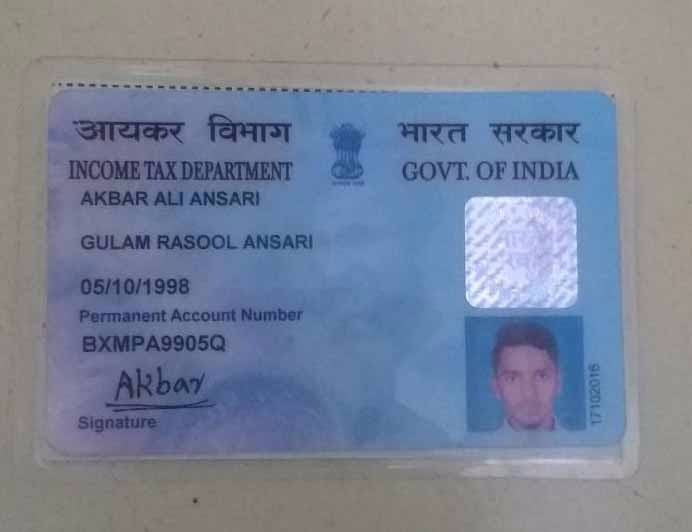 आयकर विभाग
भारत सरकार
INCOME TAX DEPARTMENT
GOVT. OF INDIA
AKBAR ALI ANSARI
GULAM RASOOL ANSARI
05/10/1998
Permanent Account Number
BXMPA9905Q
Akbar
Signature
17102016